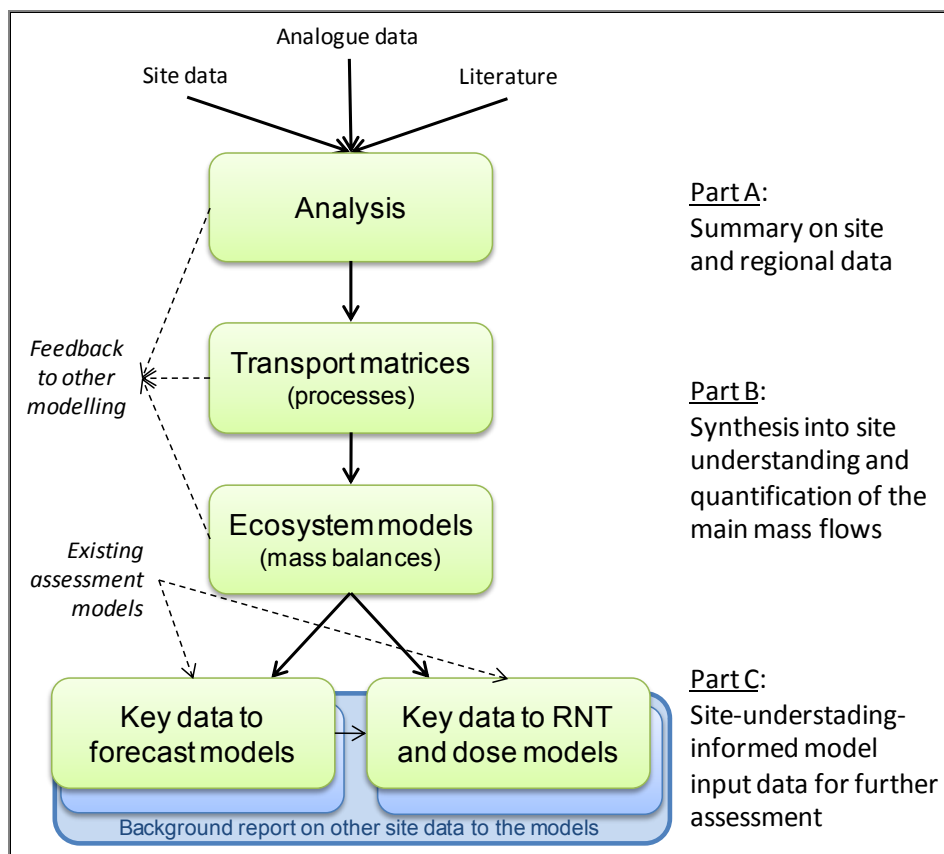 Analogue data
Site data
Literature
Analysis
Part A:
Summary on site
and regional data
Feedback
to other
modelling
Transport matrices
(processes)
Part B:
Synthesis into site
understanding and
quantification of the
main mass flows
Ecosystem models
(mass balances)
Existing
assessment
models
Key data to
forecast models
Key data to RNT
and dose models
Part C:
Site-understading-
informed model
input data for further
assessment
Background report on other site data to the models